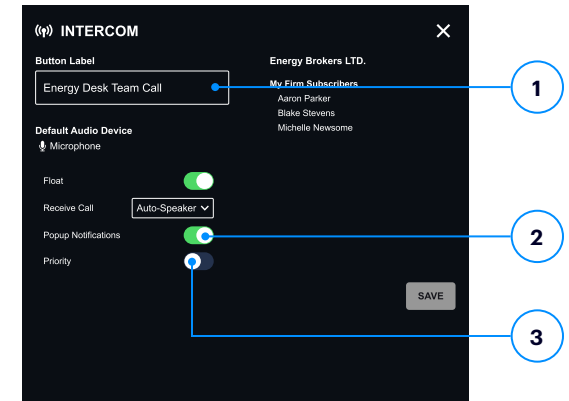 INTERCOM
Button Label
Energy Desk Team Call
Default Audio Device
Microphone
Float
Receive Call Auto-Speaker
Popup Notifications
Priority
Energy Brokers LTD.
My Firm Subscribers
Aaron Parker
Blake Stevens
Michelle Newsome
SAVE
1
2
3